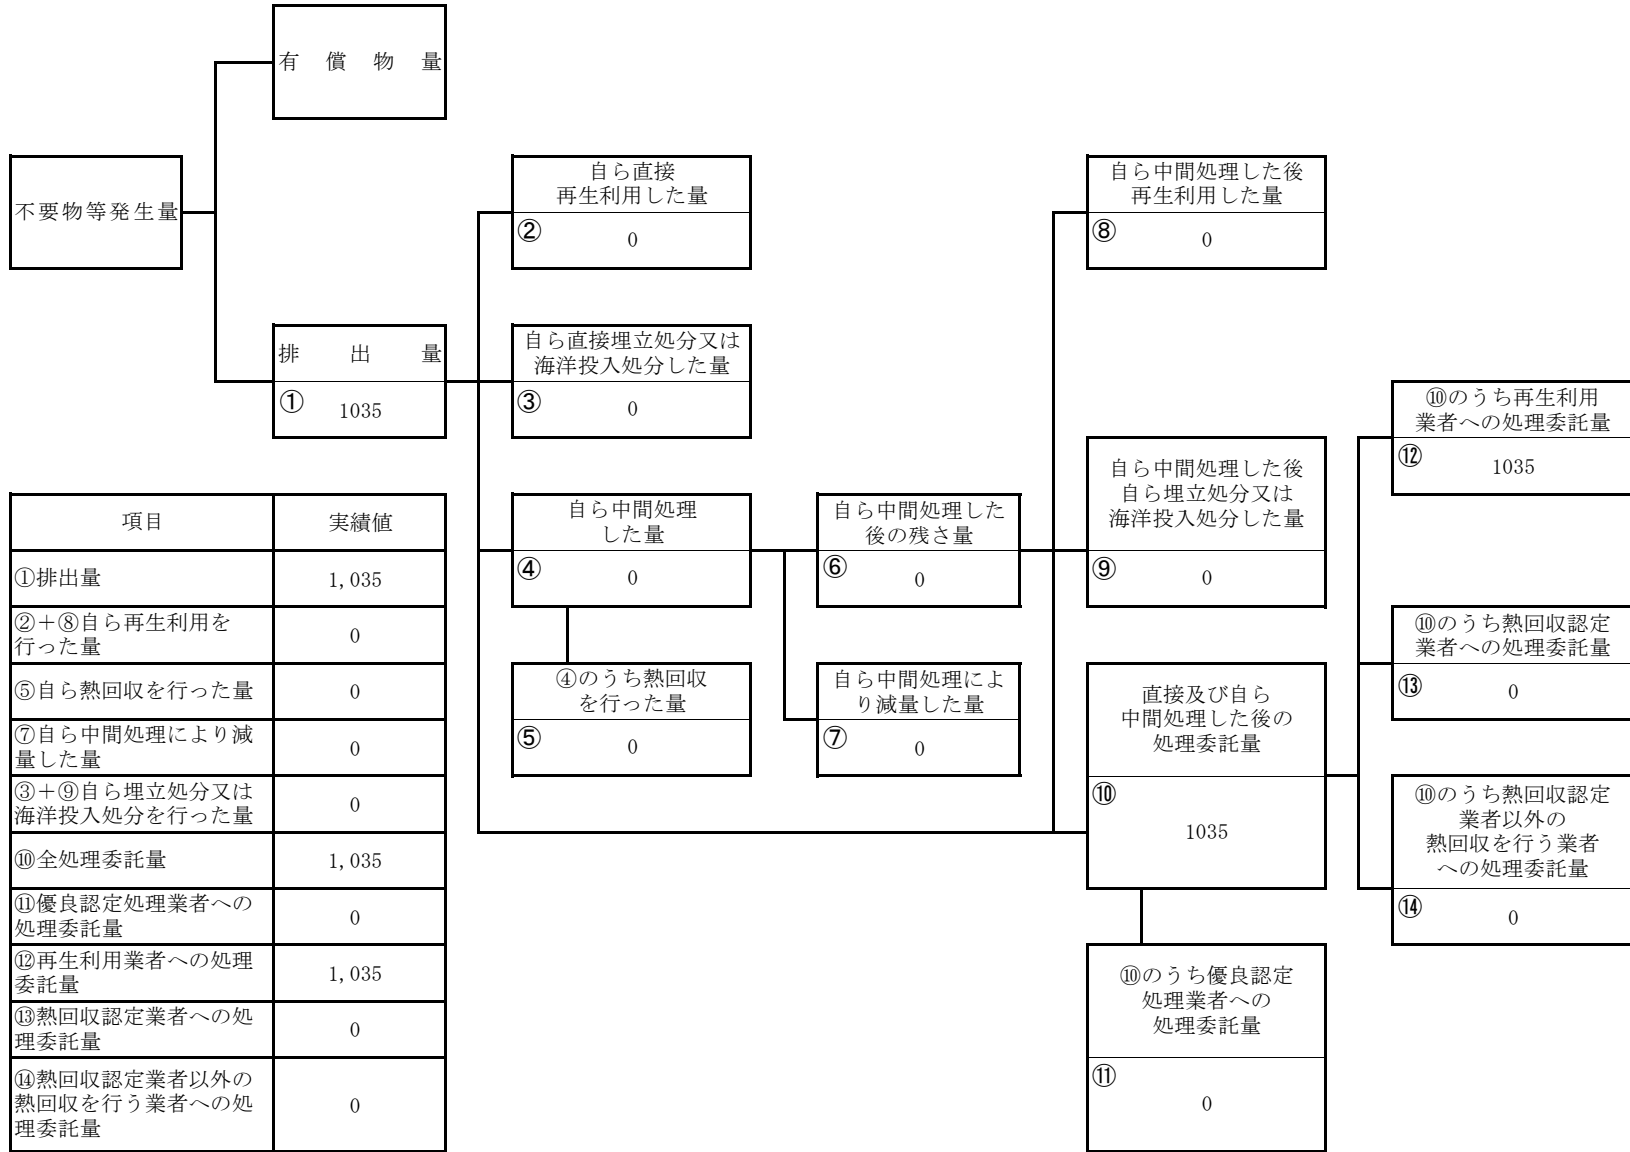 有償物量
不要物等発生量
排出量
① 1035
自ら直接
再生利用した量
② 0
自ら直接埋立処分又は
海洋投入処分した量
③ 0
自ら中間処理
した量
④ 0
④のうち熱回収
を行った量
⑤ 0
自ら中間処理した
後の残さ量
⑥ 0
自ら中間処理によ
り減量した量
⑦ 0
自ら中間処理した後
再生利用した量
⑧ 0
自ら中間処理した後
自ら埋立処分又は
海洋投入処分した量
⑨ 0
直接及び自ら
中間処理した後の
処理委託量
⑩
1035
⑩のうち優良認定
処理業者への
処理委託量
⑪
0
⑩のうち再生利用
業者への処理委託量
⑫ 1035
⑩のうち熱回収認定
業者への処理委託量
⑬ 0
⑩のうち熱回収認定
業者以外の
熱回収を行う業者
への処理委託量
⑭ 0
項目 実績値
①排出量 1,035
②+⑧自ら再生利用を
行った量 0
⑤自ら熱回収を行った量 0
⑦自ら中間処理により減
量した量 0
③+⑨自ら埋立処分又は
海洋投入処分を行った量 0
⑩全処理委託量 1,035
⑪優良認定処理業者への
処理委託量 0
⑫再生利用業者への処理
委託量 1,035
⑬熱回収認定業者への処
理委託量 0
⑭熱回収認定業者以外の
熱回収を行う業者への処
理委託量 0